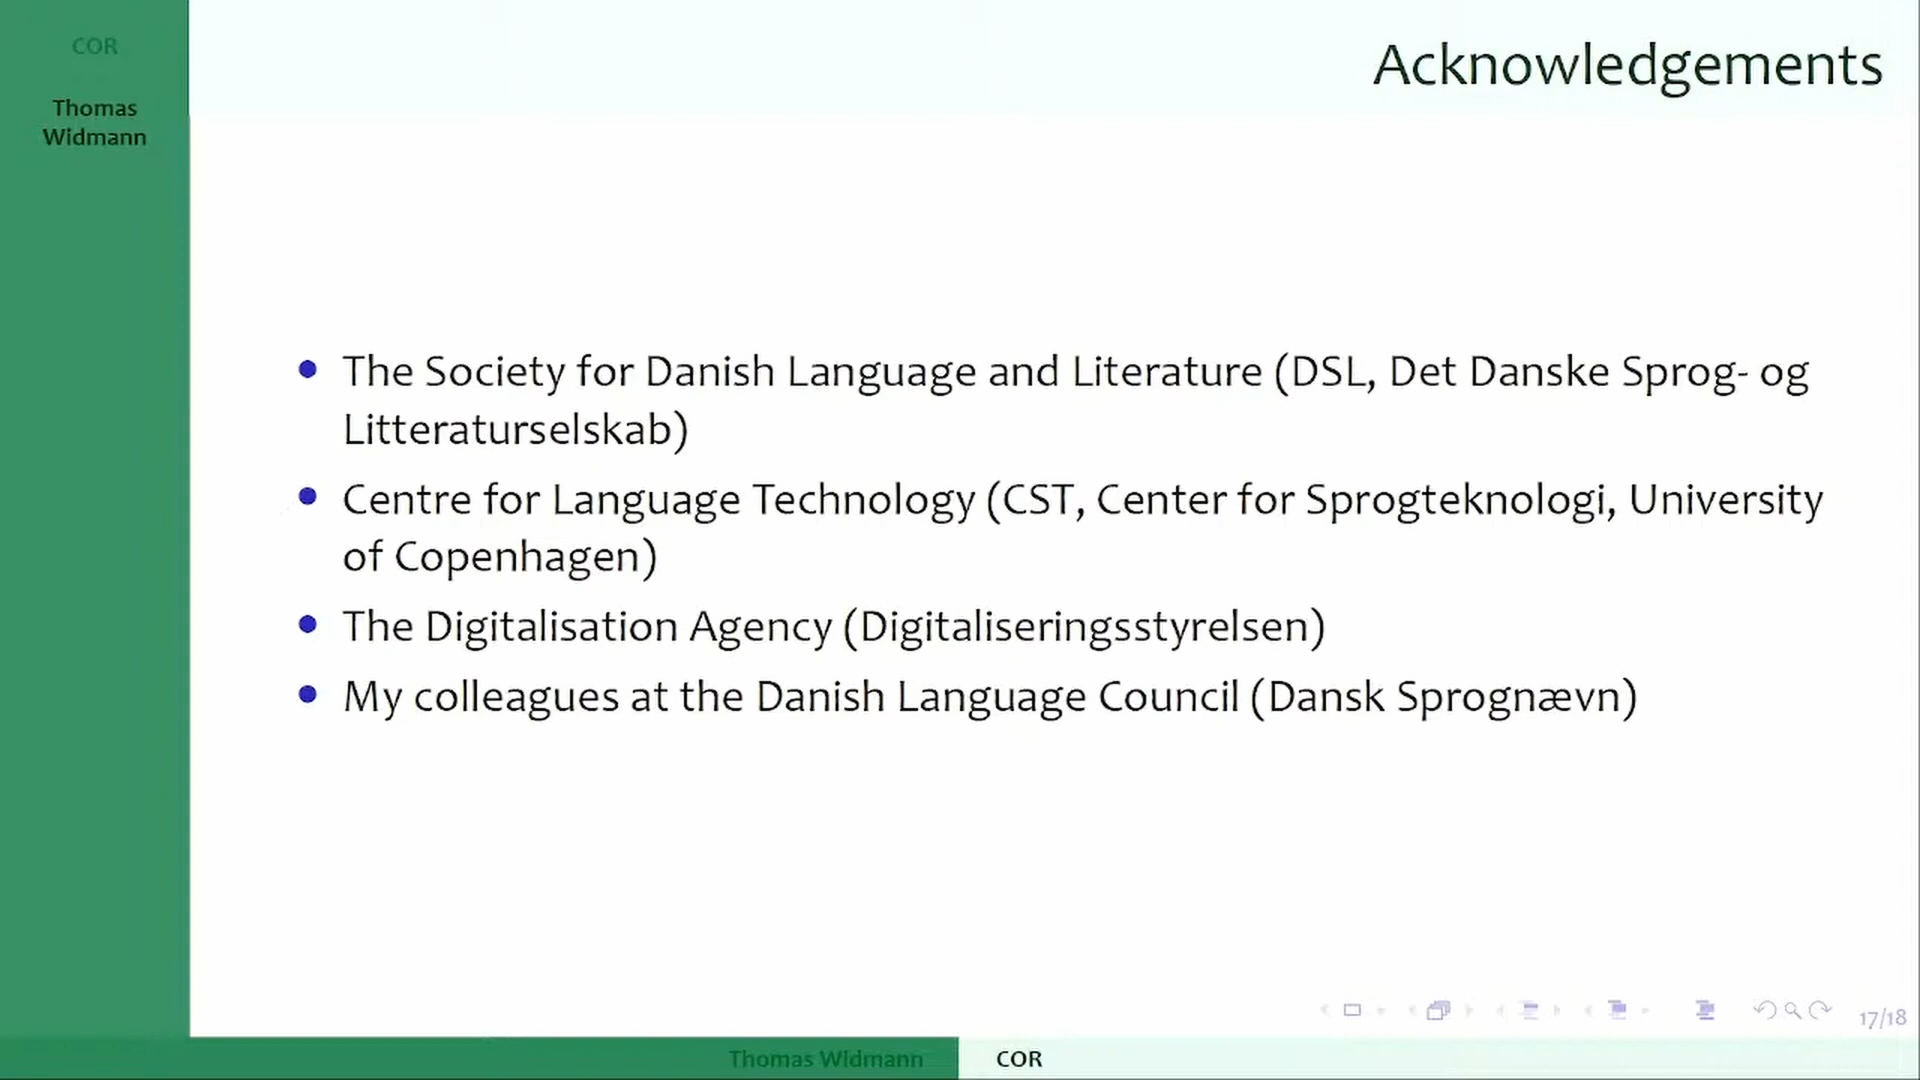 COR
Thomas
Widmann
Acknowledgements
• The Society for Danish Language and Literature (DSL, Det Danske Sprog- og
Litteraturselskab)
• Centre for Language Technology (CST, Center for Sprogteknologi, University
of Copenhagen)
• The Digitalisation Agency (Digitaliseringsstyrelsen)
• My colleagues at the Danish Language Council (Dansk Sprognævn)
17/18
Thomas Widmann
COR